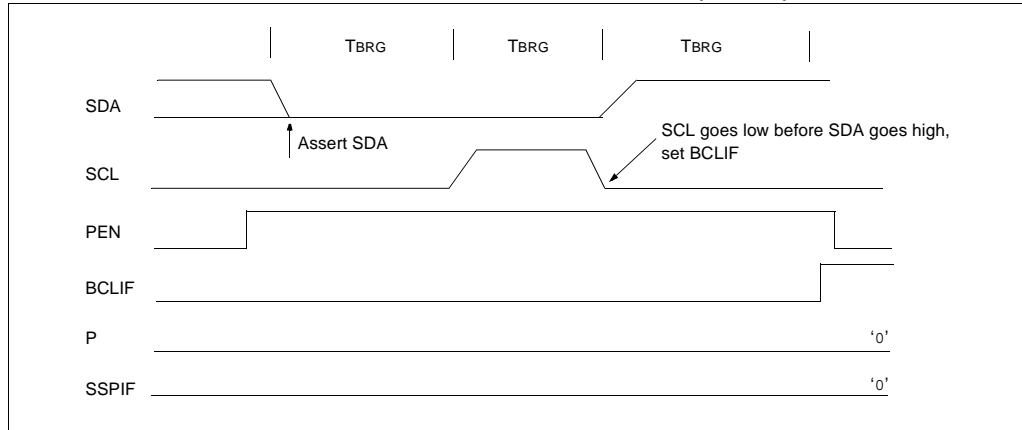 TBRG TBRG TBRG
SDA
Assert SDA
SCL goes low before SDA goes high,
set BCLIF
SCL
PEN
BCLIF
P '0'
SSPIF '0'